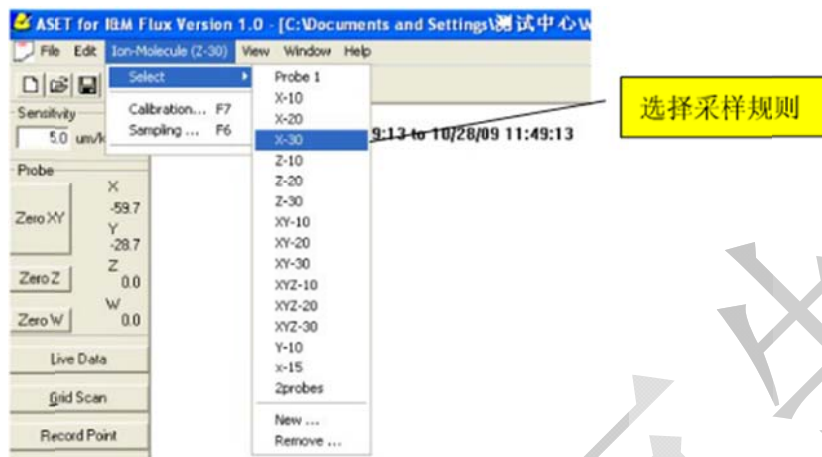 ASET for I&M Flux Version 1.0 - [C:\Documents and Settings\测试中心\
File Edit Ion-Molecule (Z-30) View Window Help
Select
Calibration... F7
Sampling ... F6
Probe 1
X-10
X-20
X-30
Z-10
Z-20
Z-30
XY-10
XY-20
XY-30
XYZ-10
XYZ-20
XYZ-30
Y-10
x-15
2probes
New ...
Remove ...
9:13 to 10/28/09 11:49:13
选择采样规则
Sensitivity
5.0 um/
Probe
Zero XY
X
-59.7
Y
-28.7
Zero Z
Z
0.0
Zero W
W
0.0
Live Data
Grid Scan
Record Point